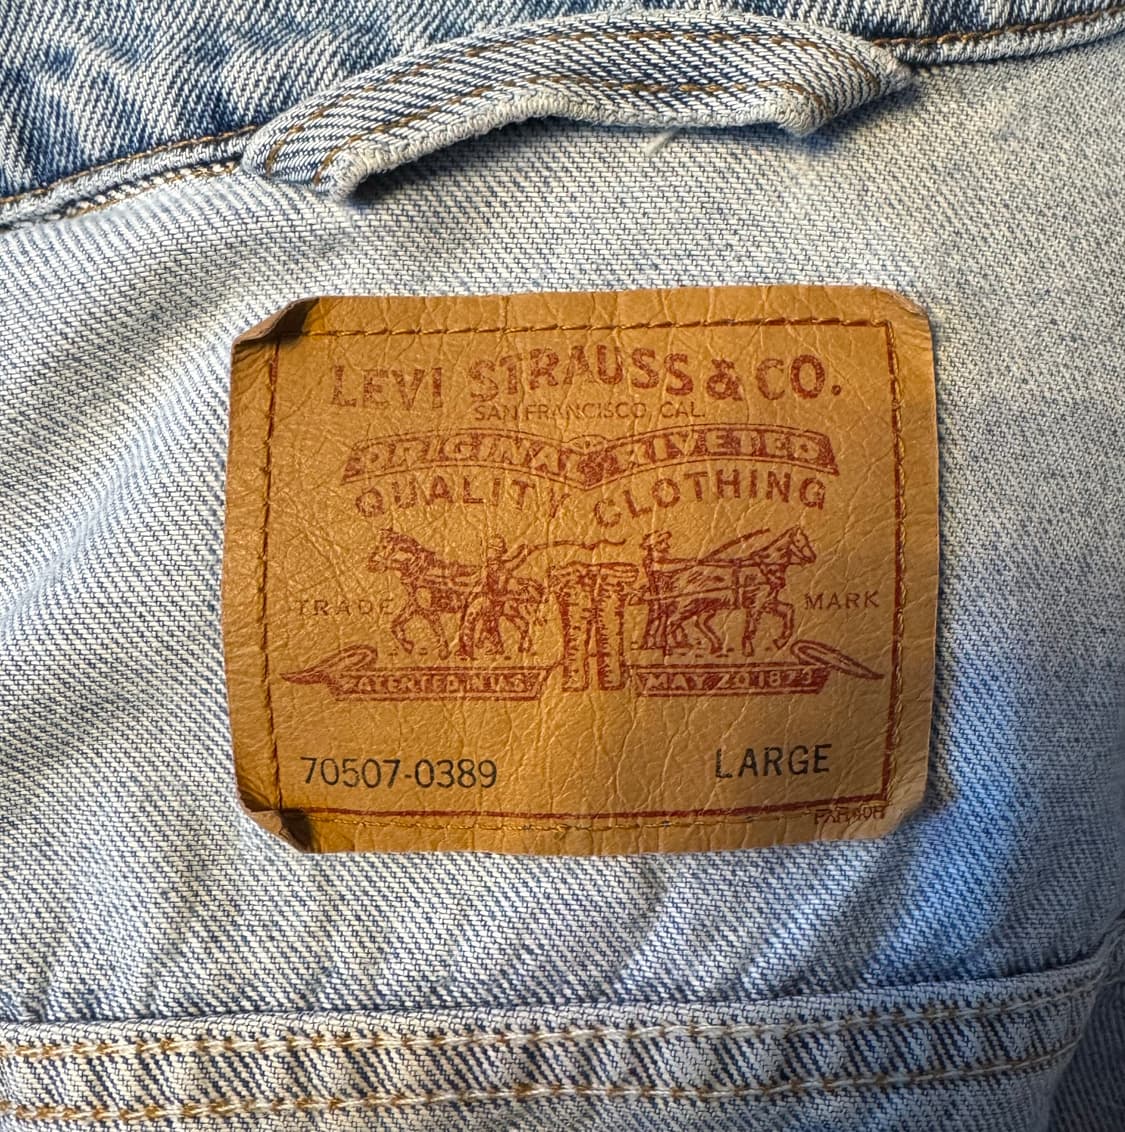 LEVI STRAUSS & CO.
SAN FRANCISCO, CAL.
ORIGINAL RIVETED
QUALITY CLOTHING
TRADE MARK
PATENTED IN U.S. MAY 20 1873
70507-0389 LARGE